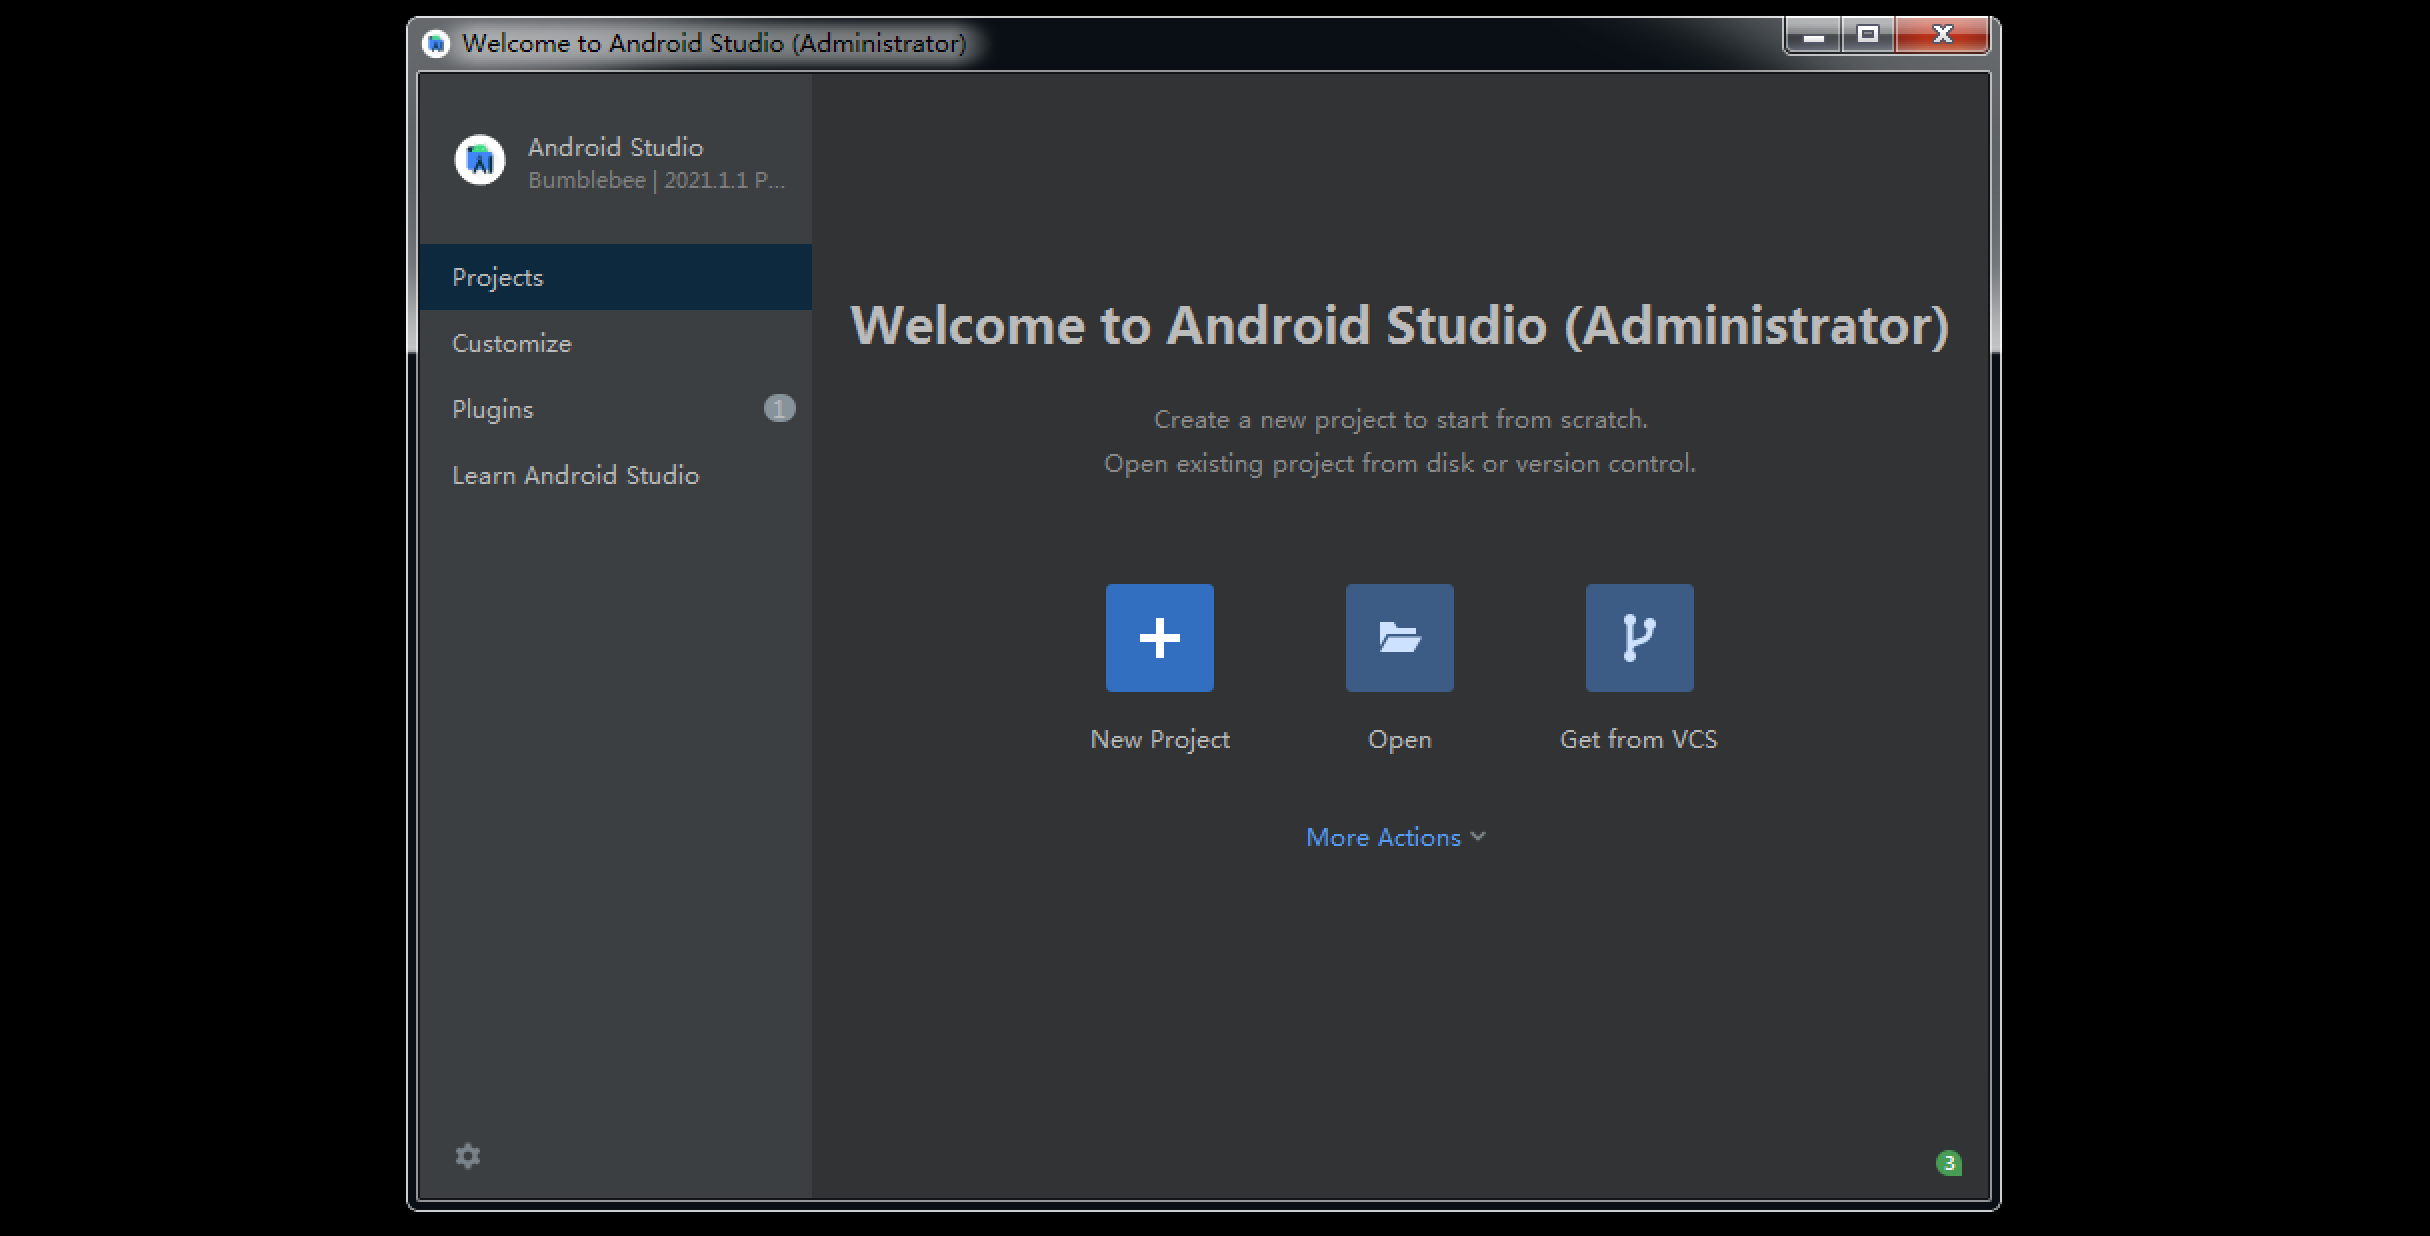 Welcome to Android Studio (Administrator)
Android Studio
Bumblebee | 2021.1.1 P...
Projects
Customize
Plugins
1
Learn Android Studio
Welcome to Android Studio (Administrator)
Create a new project to start from scratch.
Open existing project from disk or version control.
New Project
Open
Get from VCS
More Actions
3